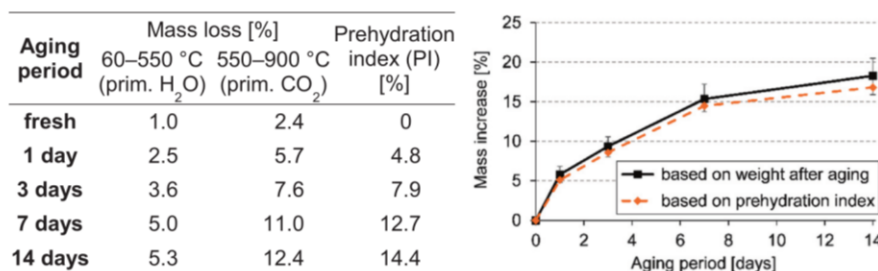 Aging period Mass loss [%] Prehydration index (PI) [%]
60–550 °C (prim. H₂O) 550–900 °C (prim. CO₂)
fresh 1.0 2.4 0
1 day 2.5 5.7 4.8
3 days 3.6 7.6 7.9
7 days 5.0 11.0 12.7
14 days 5.3 12.4 14.4
Mass increase [%]
25
20
15
10
5
0
based on weight after aging
based on prehydration index
0 2 4 6 8 10 12 14
Aging period [days]